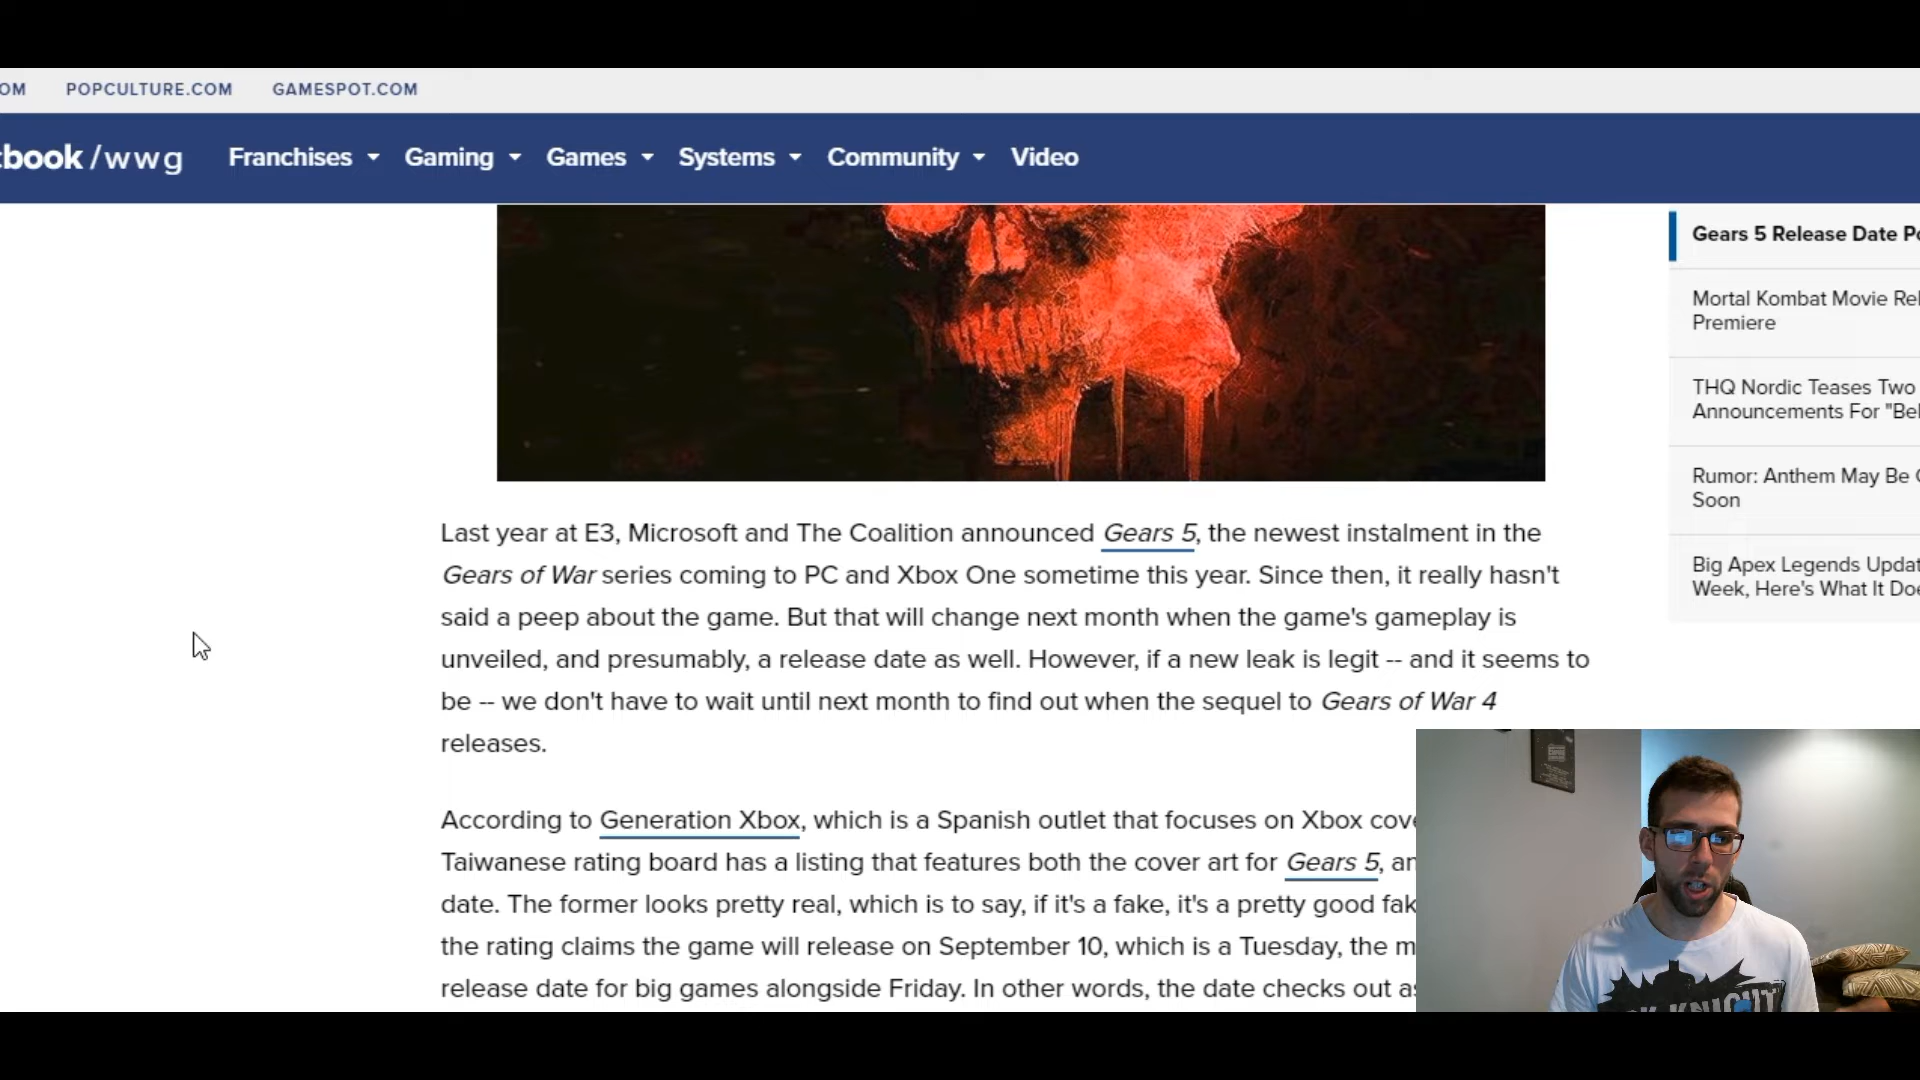 OM POPCULTURE.COM GAMESPOT.COM
book /wwg Franchises Gaming Games Systems Community Video
Gears 5 Release Date Po
Mortal Kombat Movie Rel
Premiere
THQ Nordic Teases Two
Announcements For "Bel
Rumor: Anthem May Be
Soon
Big Apex Legends Updat
Week, Here's What It Doe
Last year at E3, Microsoft and The Coalition announced Gears 5, the newest instalment in the
Gears of War series coming to PC and Xbox One sometime this year. Since then, it really hasn't
said a peep about the game. But that will change next month when the game's gameplay is
unveiled, and presumably, a release date as well. However, if a new leak is legit -- and it seems to
be -- we don't have to wait until next month to find out when the sequel to Gears of War 4
releases.
According to Generation Xbox, which is a Spanish outlet that focuses on Xbox cove
Taiwanese rating board has a listing that features both the cover art for Gears 5, an
date. The former looks pretty real, which is to say, if it's a fake, it's a pretty good fak
the rating claims the game will release on September 10, which is a Tuesday, the m
release date for big games alongside Friday. In other words, the date checks out as
KNIGHT